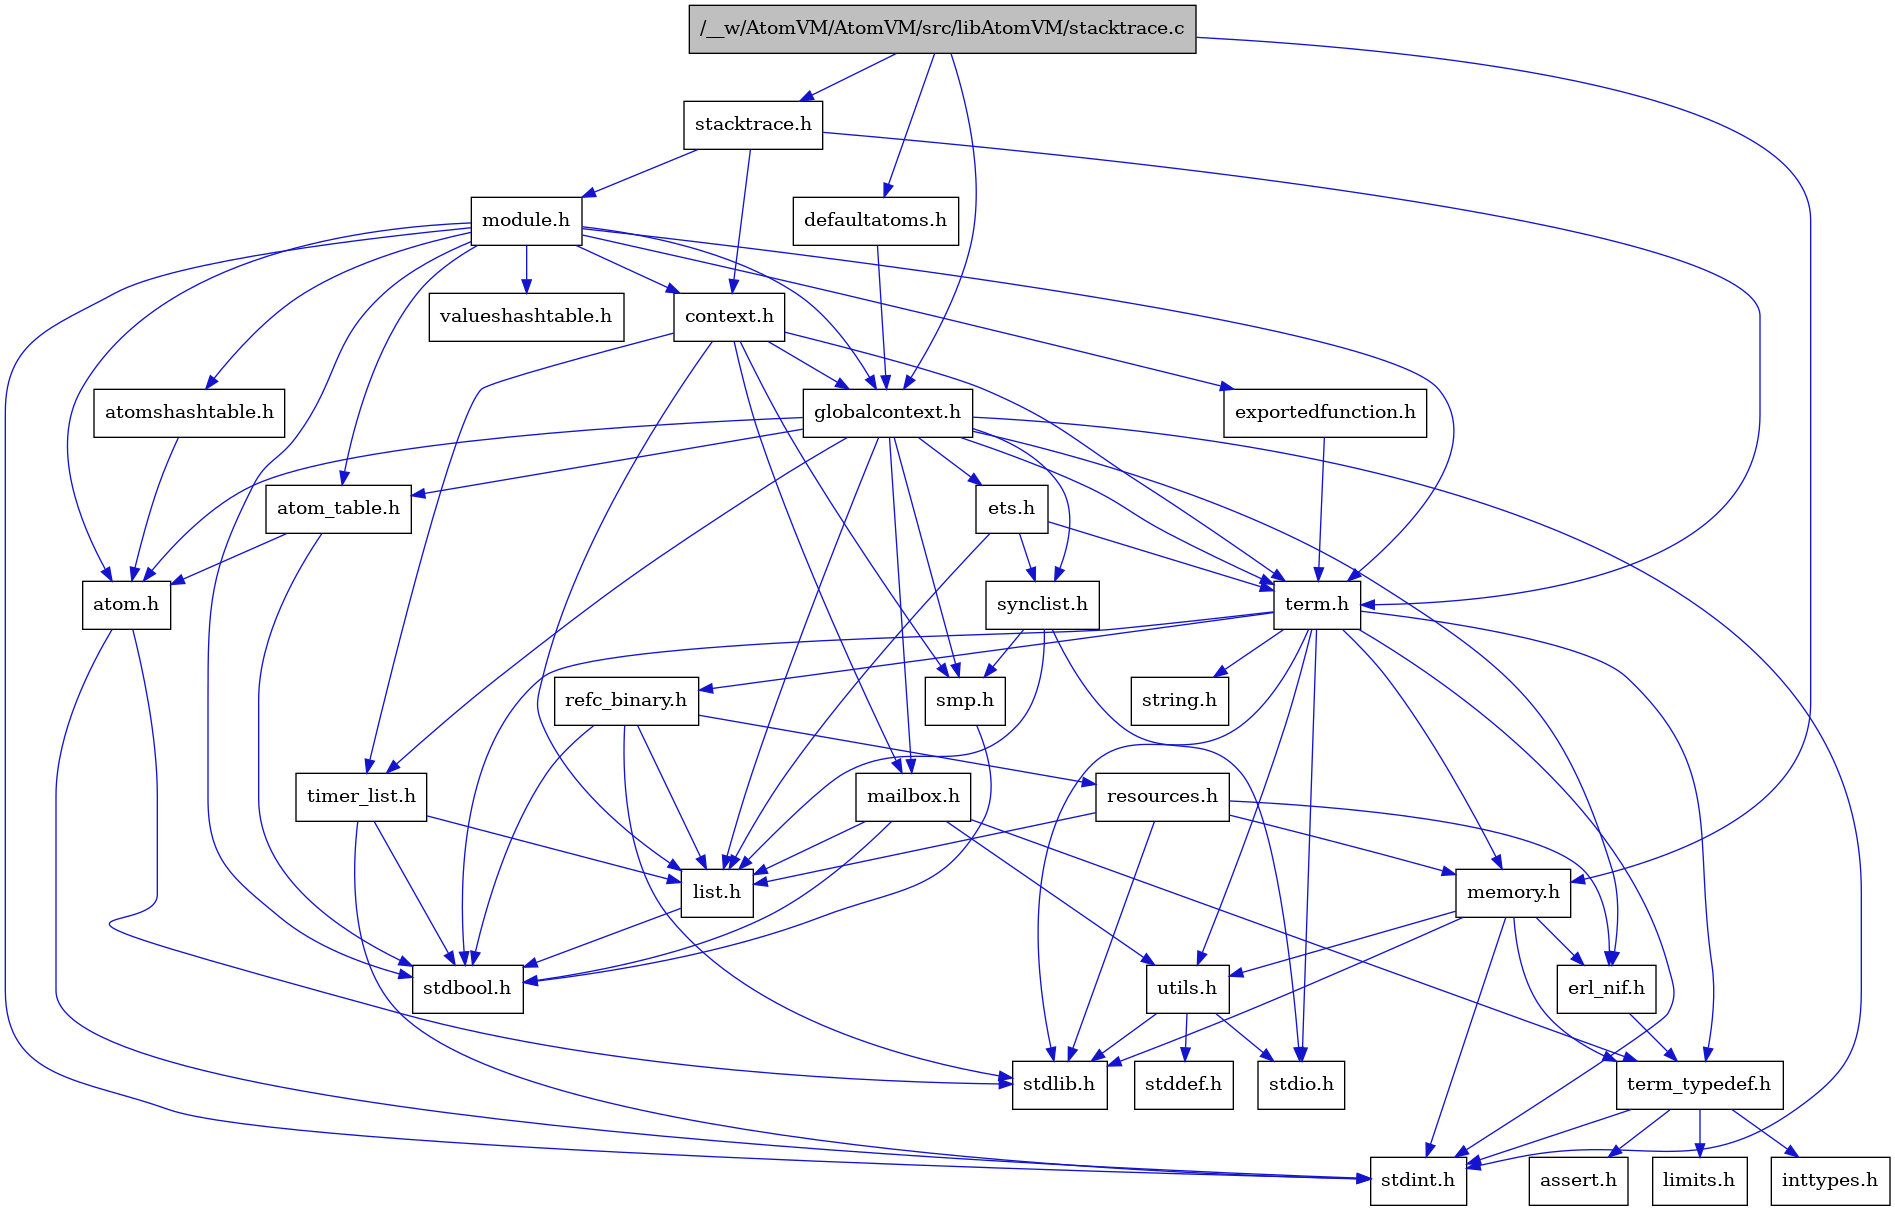 /__w/AtomVM/AtomVM/src/libAtomVM/stacktrace.c
stacktrace.h
module.h
defaultatoms.h
valueshashtable.h
context.h
atomshashtable.h
globalcontext.h
exportedfunction.h
atom_table.h
ets.h
atom.h
synclist.h
term.h
refc_binary.h
smp.h
string.h
timer_list.h
mailbox.h
resources.h
list.h
memory.h
stdbool.h
utils.h
erl_nif.h
stdlib.h
stddef.h
stdio.h
term_typedef.h
stdint.h
assert.h
limits.h
inttypes.h